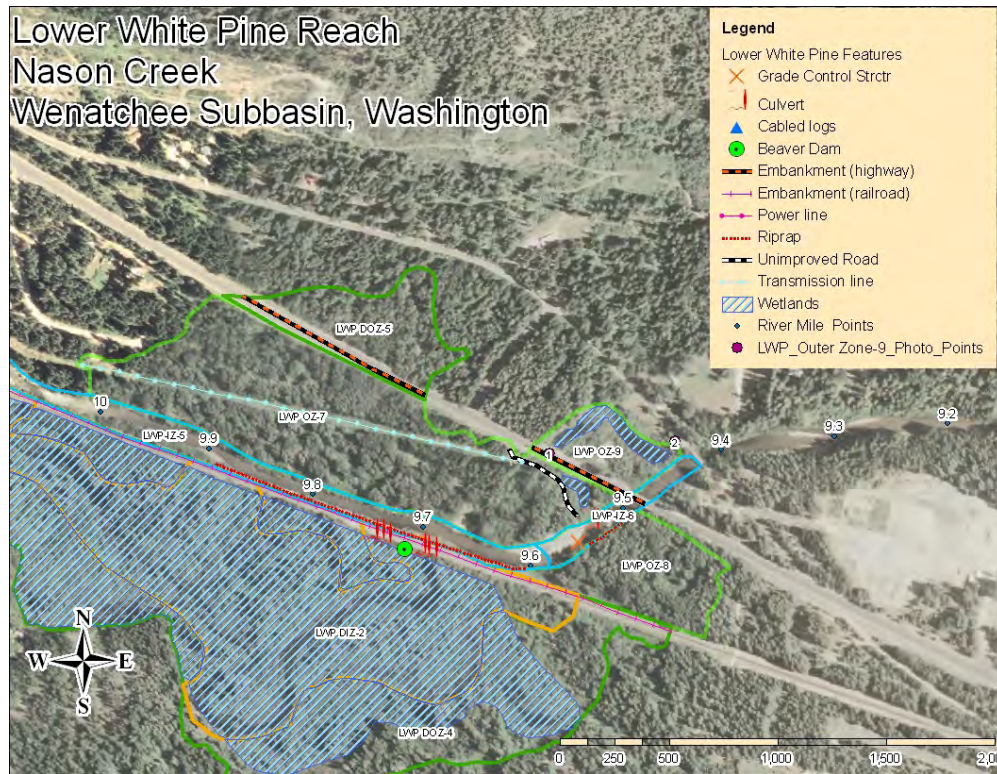 Lower White Pine Reach
Nason Creek
Wenatchee Subbasin, Washington
Legend
Lower White Pine Features
Grade Control Strctr
Culvert
Cabled logs
Beaver Dam
Embankment (highway)
Embankment (railroad)
Power line
Riprap
Unimproved Road
Transmission line
Wetlands
River Mile Points
LWP_Outer Zone-9_Photo_Points
LWP DOZ-5
LWP OZ-7
10
LWP-IZ-5
9.9
9.8
9.7
9.6
LWP OZ-9
1
2
9.4
9.3
9.2
9.5
LWP-IZ-6
LWP OZ-8
LWP DIZ-2
LWP DOZ-4
N
W
E
S
0
250
500
1,000
1,500